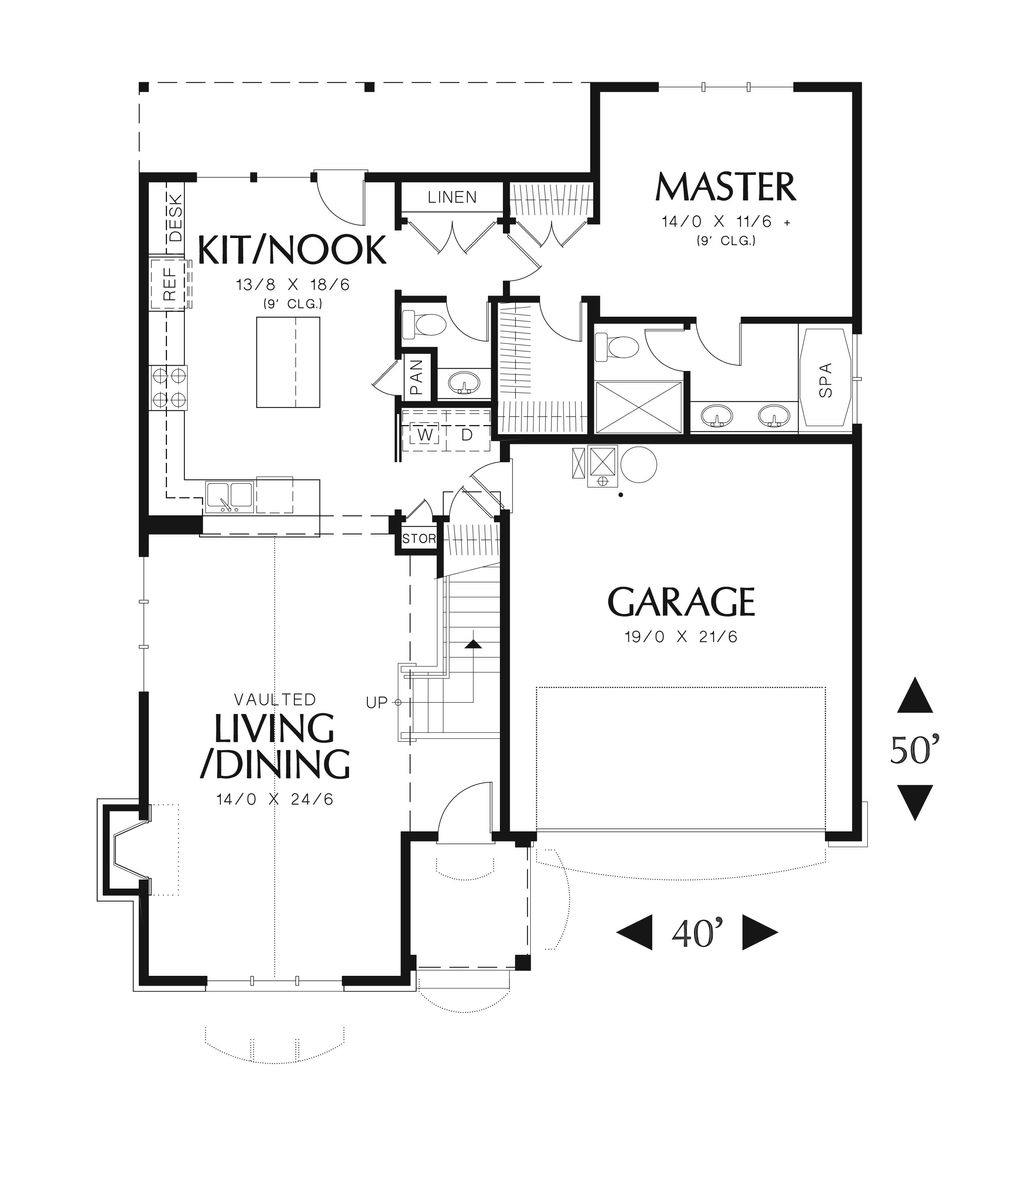 MASTER
14/0 X 11/6 +
(9' CLG.)
LINEN
DESK
KIT/NOOK
13/8 X 18/6
(9' CLG.)
REF
PAN
SPA
W D
STOR
GARAGE
19/0 X 21/6
UP
VAULTED
LIVING
/DINING
14/0 X 24/6
50'
40'